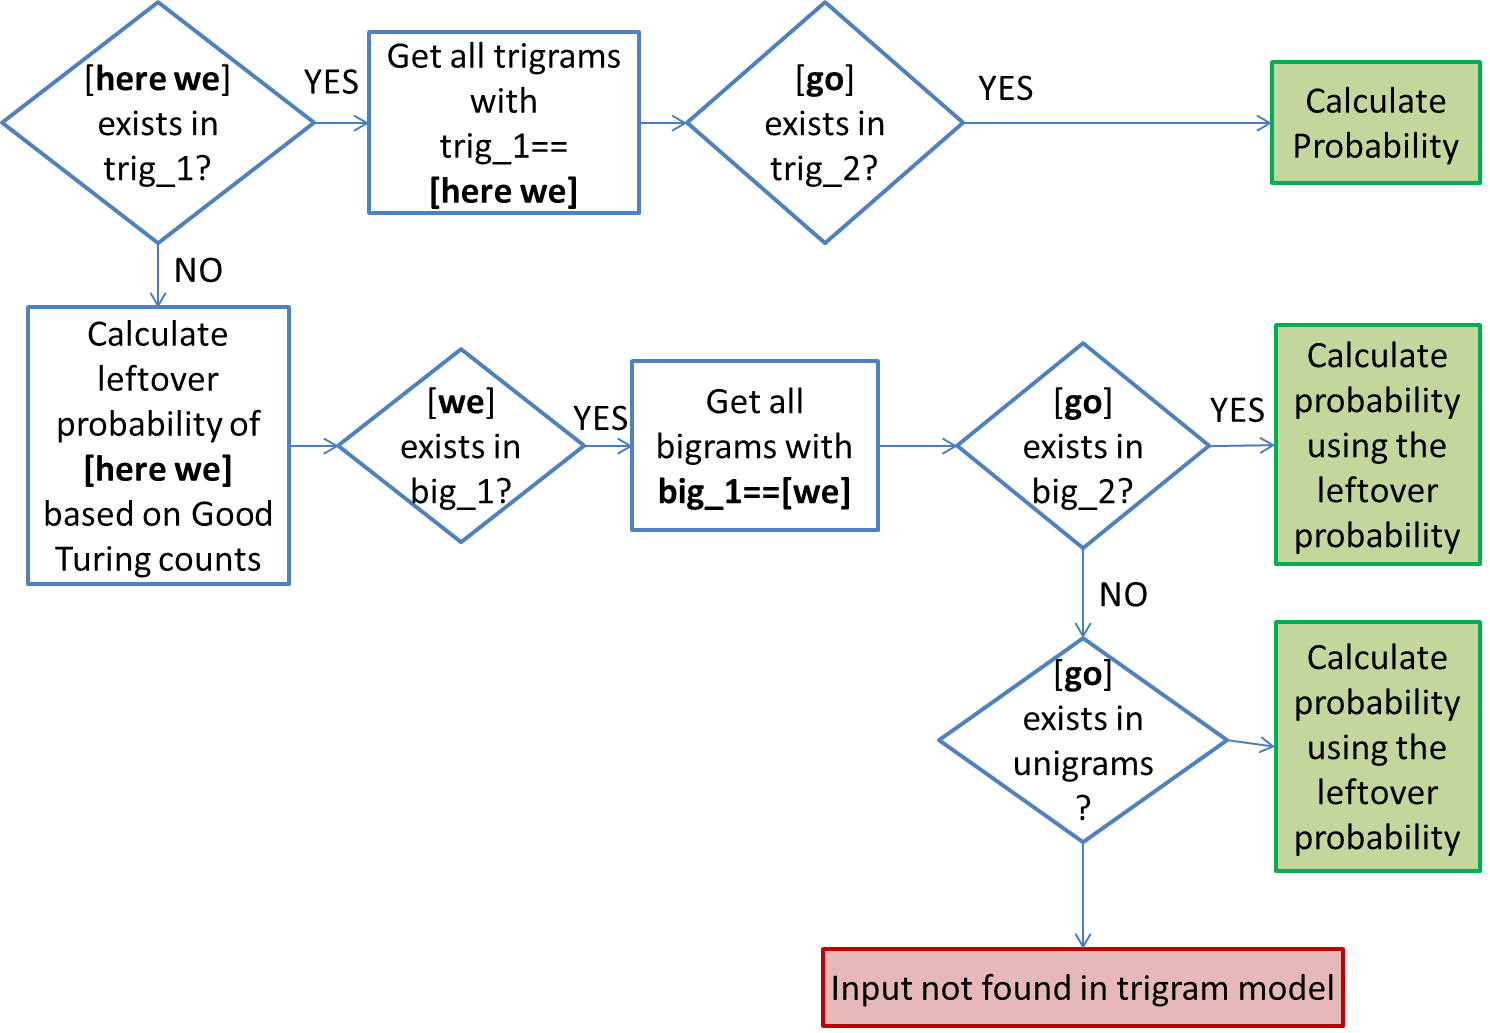 [here we]
exists in
trig_1?
YES
Get all trigrams
with
trig_1==
[here we]
[go]
exists in
trig_2?
YES
Calculate
Probability
NO
Calculate
leftover
probability of
[here we]
based on Good
Turing counts
[we]
exists in
big_1?
YES
Get all
bigrams with
big_1==[we]
[go]
exists in
big_2?
YES
Calculate
probability
using the
leftover
probability
NO
[go]
exists in
unigrams
?
Calculate
probability
using the
leftover
probability
Input not found in trigram model